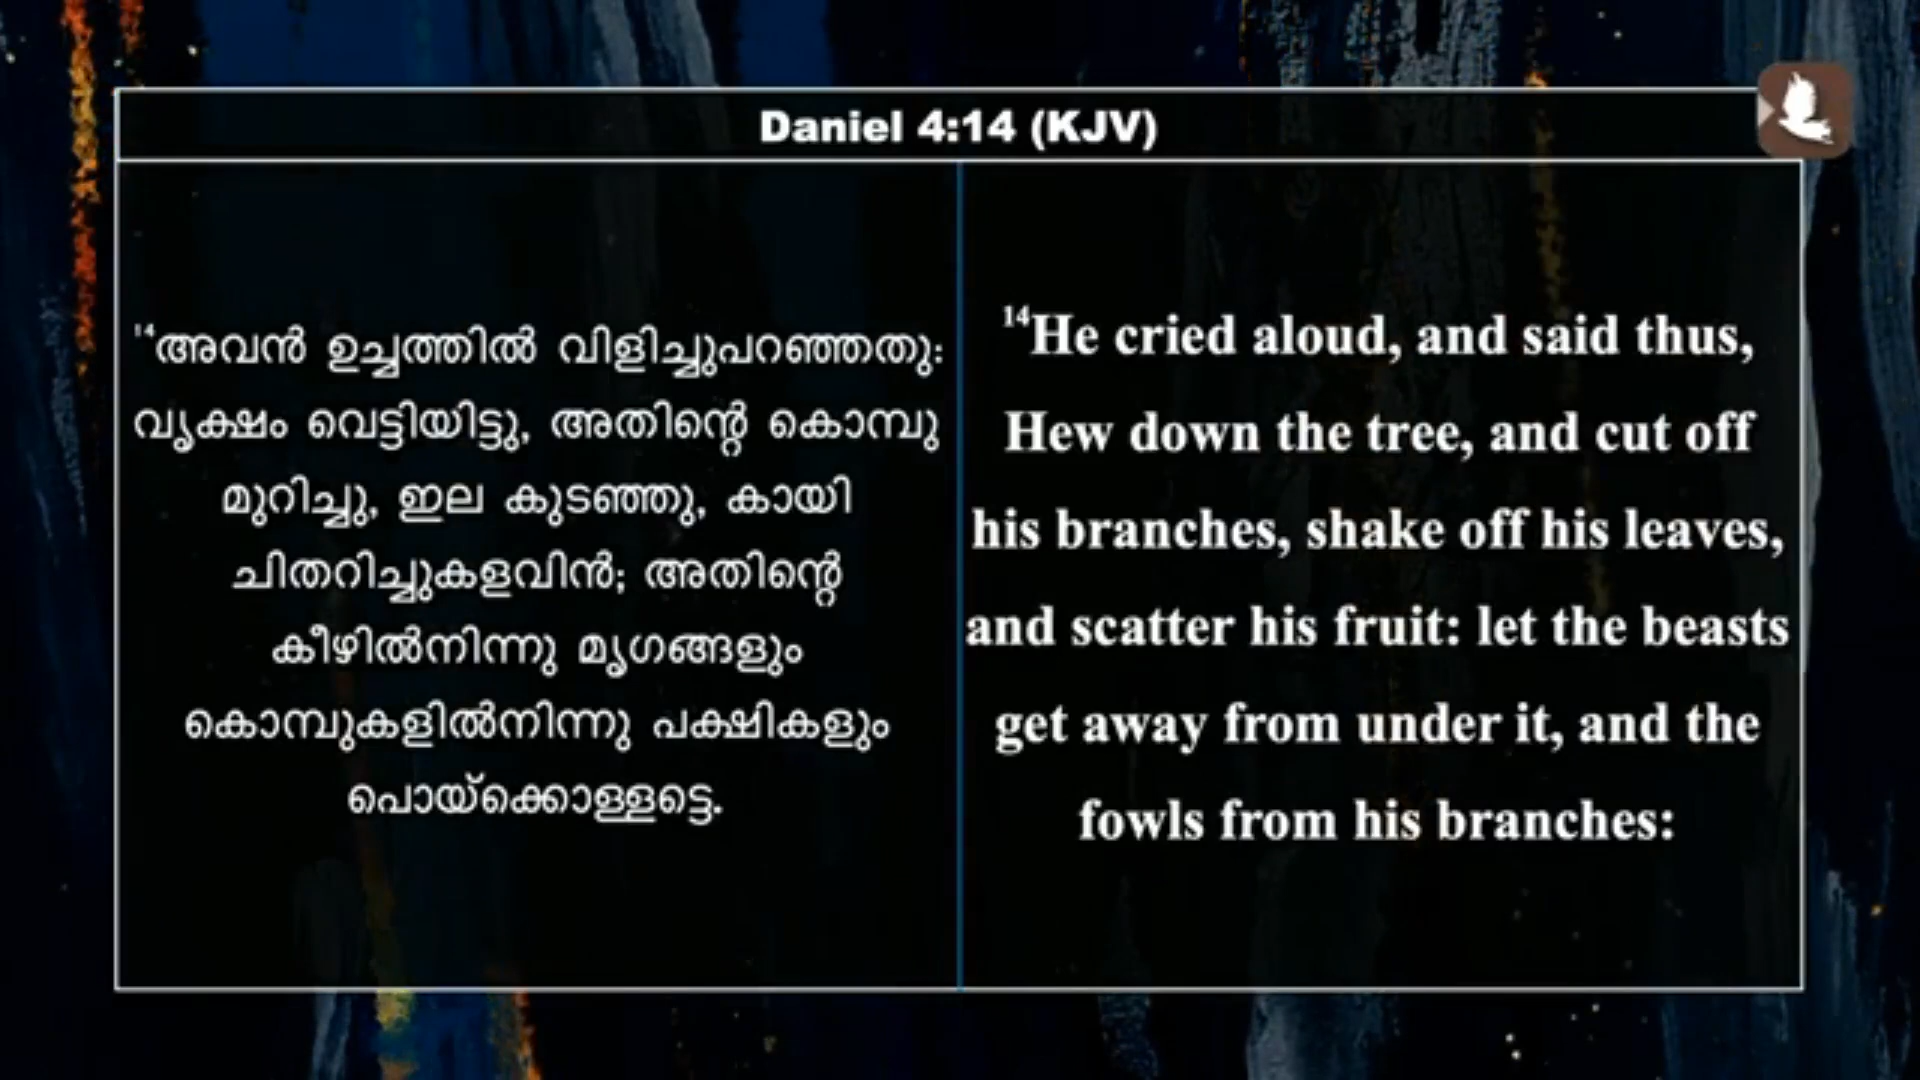 Daniel 4:14 (KJV)
¹⁴അവൻ ഉച്ചത്തിൽ വിളിച്ചുപറഞ്ഞതു:
വൃക്ഷം വെട്ടിയിട്ടു, അതിന്റെ കൊമ്പു
മുറിച്ചു, ഇല കുടഞ്ഞു, കായി
ചിതറിച്ചുകളവിൻ; അതിന്റെ
കീഴിൽനിന്നു മൃഗങ്ങളും
കൊമ്പുകളിൽനിന്നു പക്ഷികളും
പൊയ്ക്കൊള്ളട്ടെ.
¹⁴He cried aloud, and said thus,
Hew down the tree, and cut off
his branches, shake off his leaves,
and scatter his fruit: let the beasts
get away from under it, and the
fowls from his branches: